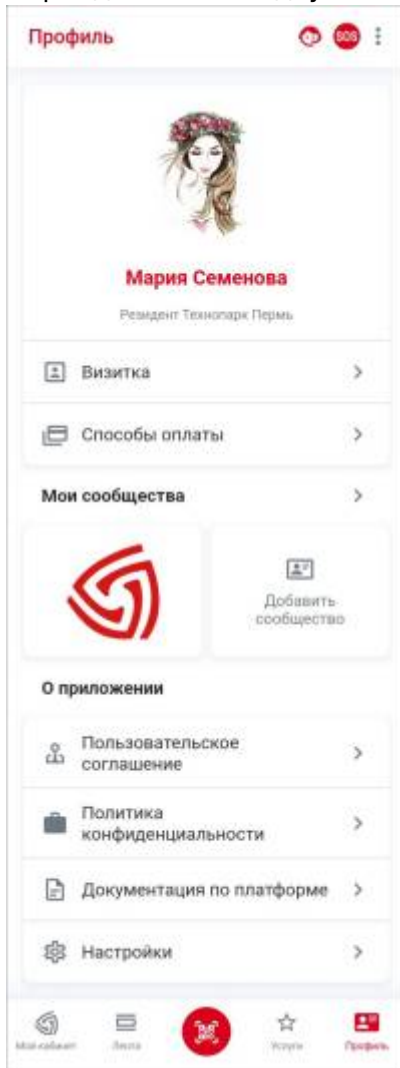 Профиль
SOS
Мария Семенова
Резидент Технопарк Пермь
Визитка
Способы оплаты
Мои сообщества
Добавить
сообщество
О приложении
Пользовательское
соглашение
Политика
конфиденциальности
Документация по платформе
Настройки
Мой кабинет
Лента
Услуги
Профиль